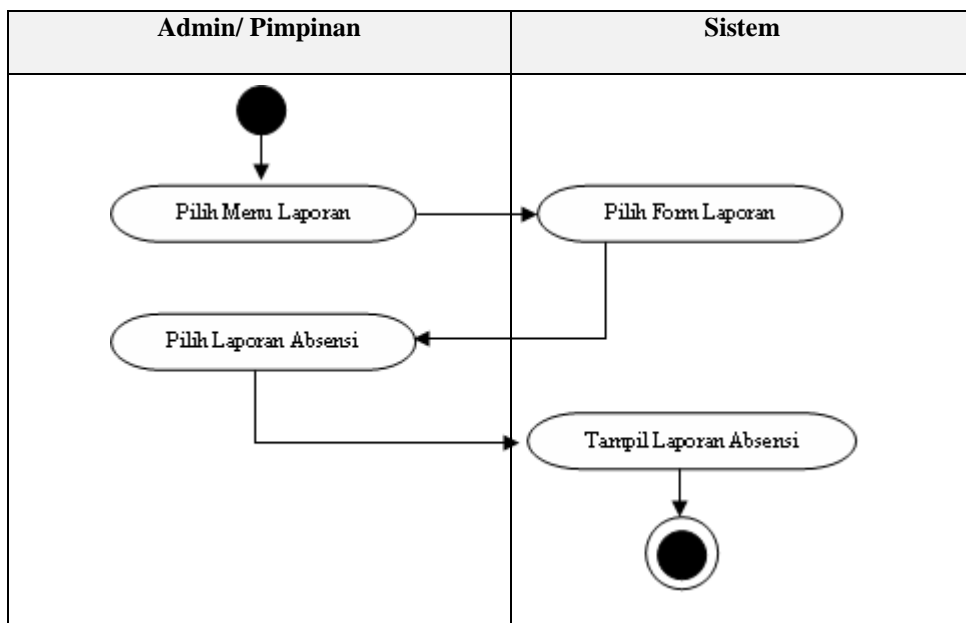 Admin/ Pimpinan
Sistem
Pilih Menu Laporan
Pilih Form Laporan
Pilih Laporan Absensi
Tampil Laporan Absensi